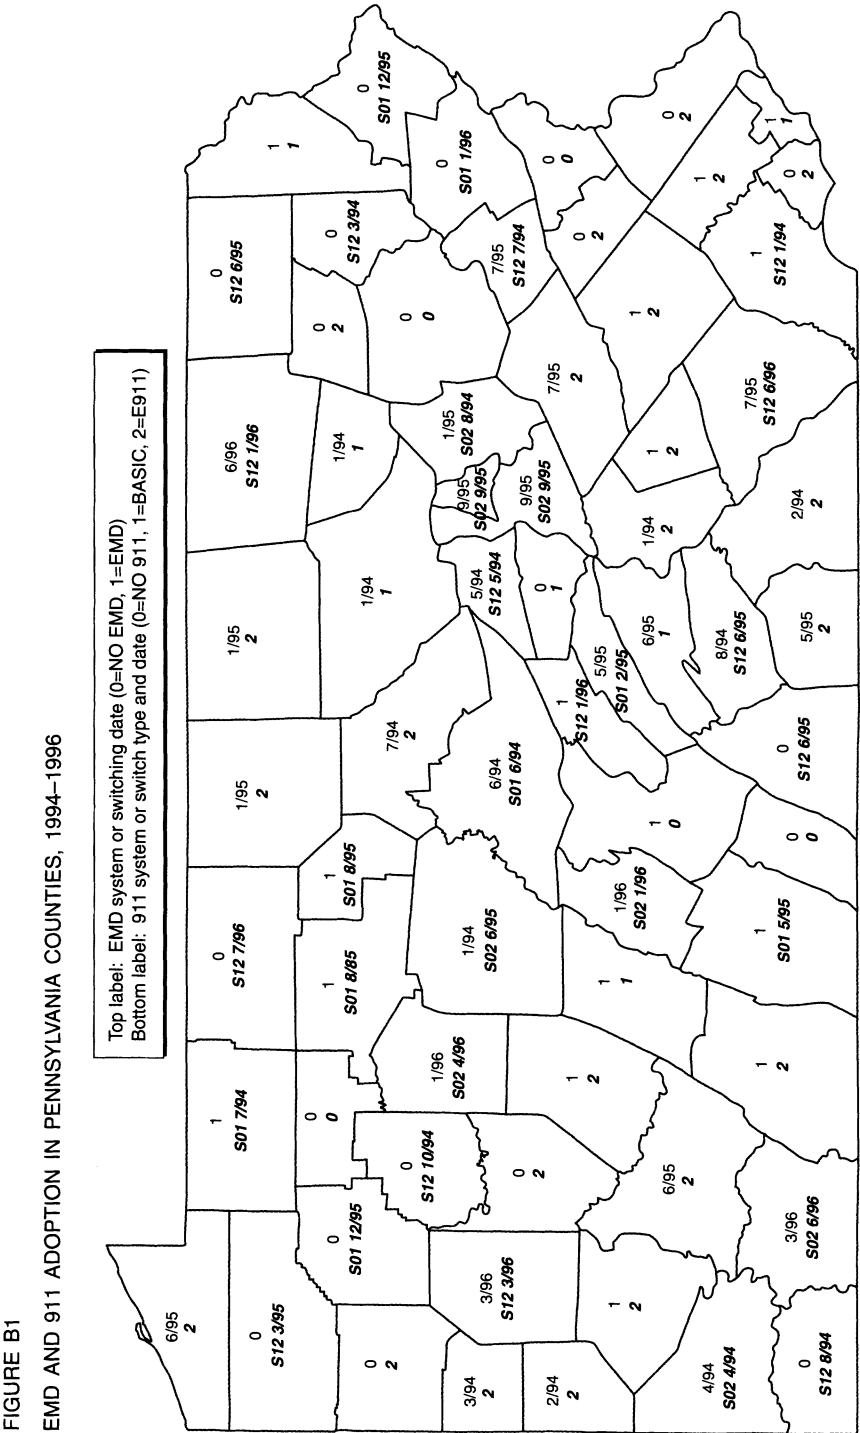 FIGURE B1
EMD AND 911 ADOPTION IN PENNSYLVANIA COUNTIES, 1994–1996
Top label: EMD system or switching date (0=NO EMD, 1=EMD)
Bottom label: 911 system or switch type and date (0=NO 911, 1=BASIC, 2=E911)
6/95
2
0
S12 3/95
1
S01 7/94
0
S12 7/96
1/95
2
1/95
2
6/96
S12 1/96
0
S12 6/95
1
1
0
2
0
S01 12/95
0
0
1
S01 8/85
1
S01 8/95
7/94
2
1/94
1
1/94
1
0
2
0
S12 3/94
0
S01 12/95
3/94
2
3/96
S12 3/96
0
S12 10/94
1/96
S02 4/96
1/94
S02 6/95
6/94
S01 6/94
5/94
S12 5/94
9/95
S02 9/95
1/95
S02 8/94
0
0
0
S01 1/96
2/94
2
0
2
1
2
1
S12 1/96
0
1
9/95
S02 9/95
7/95
2
7/95
S12 7/94
0
2
0
0
1
2
6/95
2
1
1
1/96
S02 1/96
1
0
5/95
S01 2/95
6/95
1
1/94
2
1
2
1
2
1
2
0
2
4/94
S02 4/94
3/96
S02 6/96
1
2
1
S01 5/95
0
0
0
S12 6/95
8/94
S12 6/95
5/95
2
2/94
2
7/95
S12 6/96
1
S12 1/94
0
2
1
1
0
S12 8/94